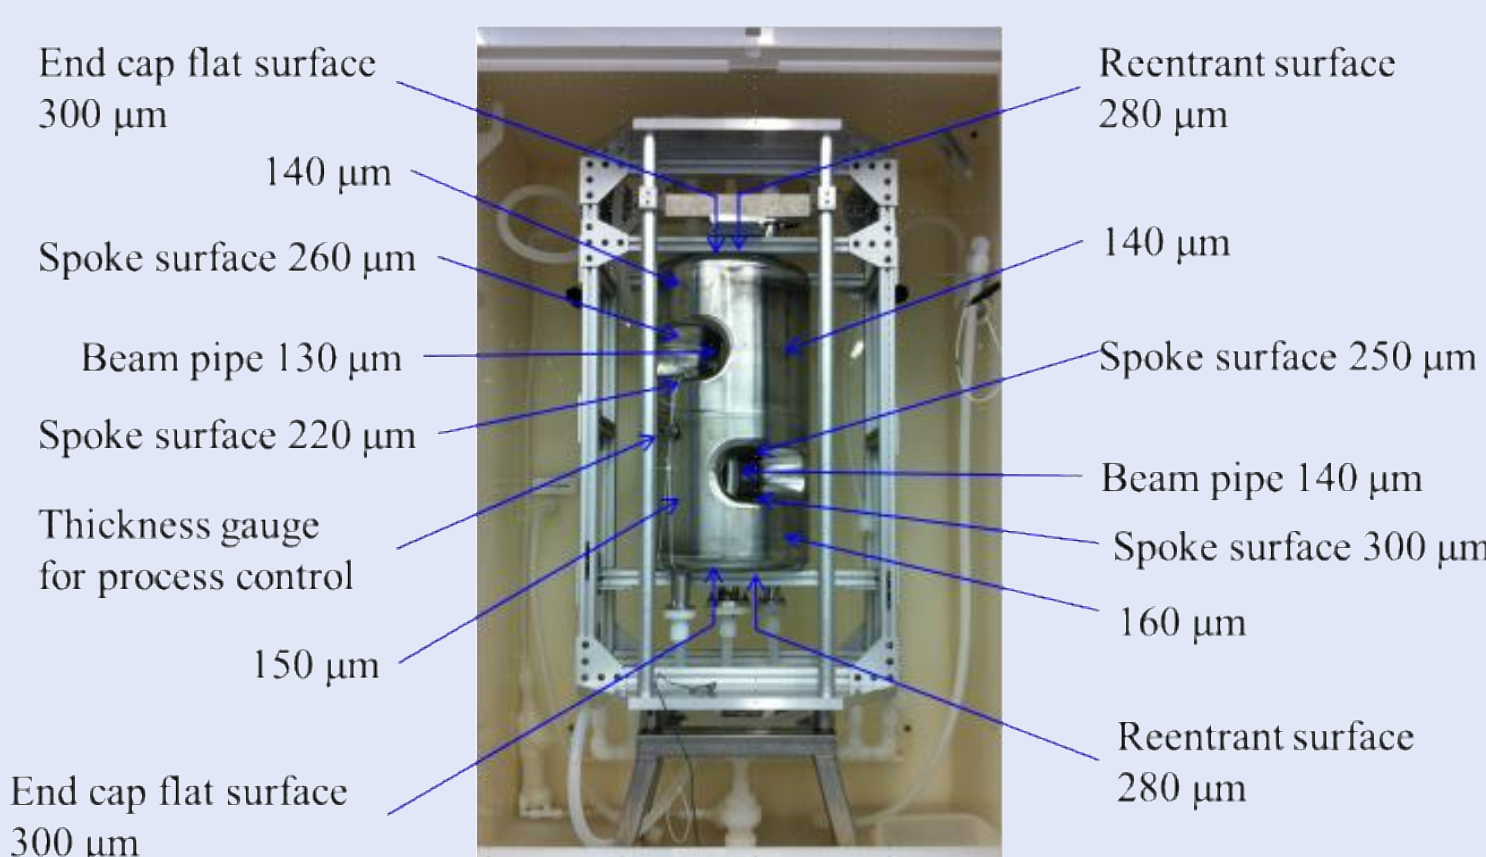 End cap flat surface
300 μm
140 μm
Spoke surface 260 μm
Beam pipe 130 μm
Spoke surface 220 μm
Thickness gauge
for process control
150 μm
End cap flat surface
300 μm
Reentrant surface
280 μm
140 μm
Spoke surface 250 μm
Beam pipe 140 μm
Spoke surface 300 μm
160 μm
Reentrant surface
280 μm